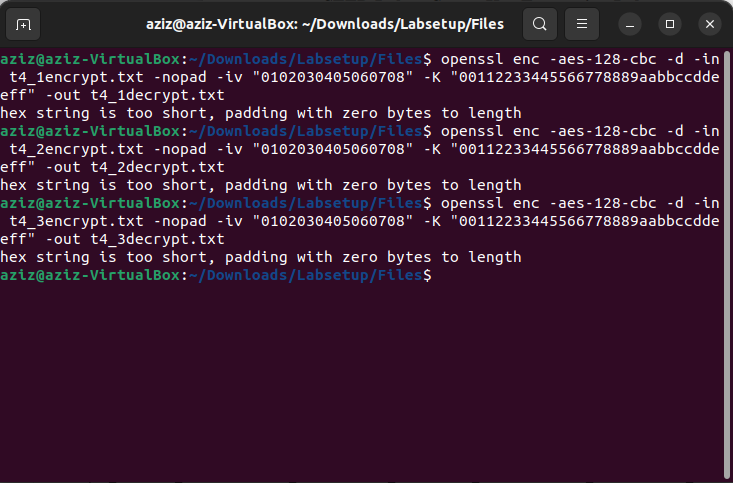 aziz@aziz-VirtualBox: ~/Downloads/Labsetup/Files
aziz@aziz-VirtualBox:~/Downloads/Labsetup/Files$ openssl enc -aes-128-cbc -d -in
 t4_1encrypt.txt -nopad -iv "0102030405060708" -K "00112233445566778889aabbccdde
eff" -out t4_1decrypt.txt
hex string is too short, padding with zero bytes to length
aziz@aziz-VirtualBox:~/Downloads/Labsetup/Files$ openssl enc -aes-128-cbc -d -in
 t4_2encrypt.txt -nopad -iv "0102030405060708" -K "00112233445566778889aabbccdde
eff" -out t4_2decrypt.txt
hex string is too short, padding with zero bytes to length
aziz@aziz-VirtualBox:~/Downloads/Labsetup/Files$ openssl enc -aes-128-cbc -d -in
 t4_3encrypt.txt -nopad -iv "0102030405060708" -K "00112233445566778889aabbccdde
eff" -out t4_3decrypt.txt
hex string is too short, padding with zero bytes to length
aziz@aziz-VirtualBox:~/Downloads/Labsetup/Files$